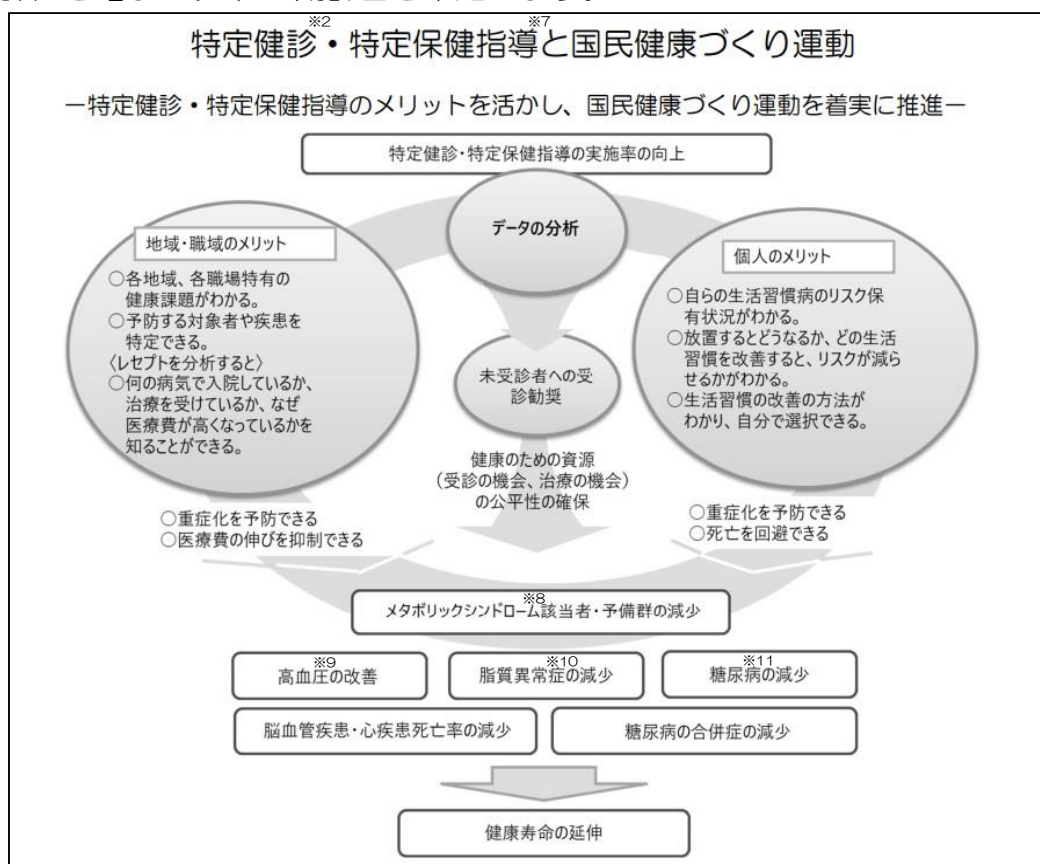 ※2 ※7
特定健診・特定保健指導と国民健康づくり運動
－特定健診・特定保健指導のメリットを活かし、国民健康づくり運動を着実に推進－
特定健診・特定保健指導の実施率の向上
データの分析
地域・職域のメリット
○各地域、各職場特有の
健康課題がわかる。
○予防する対象者や疾患を
特定できる。
〈レセプトを分析すると〉
○何の病気で入院しているか、
治療を受けているか、なぜ
医療費が高くなっているかを
知ることができる。
個人のメリット
○自らの生活習慣病のリスク保
有状況がわかる。
○放置するとどうなるか、どの生活
習慣を改善すると、リスクが減ら
せるかがわかる。
○生活習慣の改善の方法が
わかり、自分で選択できる。
未受診者への受
診勧奨
健康のための資源
(受診の機会、治療の機会)
の公平性の確保
○重症化を予防できる
○医療費の伸びを抑制できる
○重症化を予防できる
○死亡を回避できる
※8
メタボリックシンドローム該当者・予備群の減少
※9
高血圧の改善
※10
脂質異常症の減少
※11
糖尿病の減少
脳血管疾患・心疾患死亡率の減少
糖尿病の合併症の減少
健康寿命の延伸